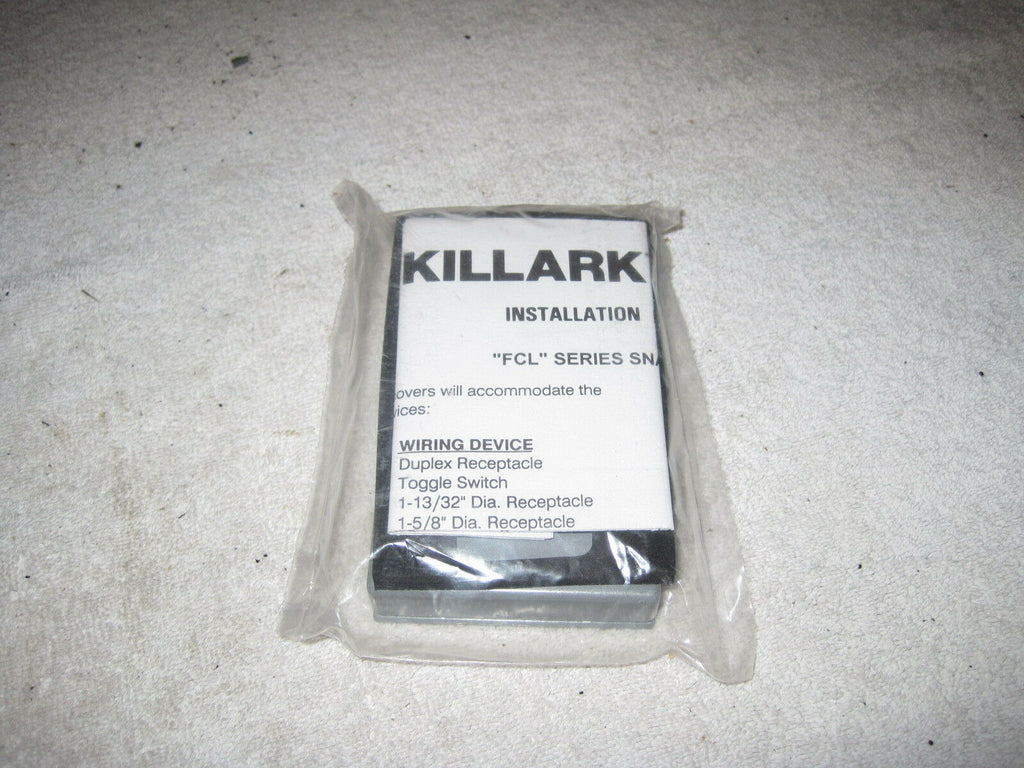 KILLARK
INSTALLATION
"FCL" SERIES SNA
overs will accommodate the
vices:
WIRING DEVICE
Duplex Receptacle
Toggle Switch
1-13/32" Dia. Receptacle
1-5/8" Dia. Receptacle